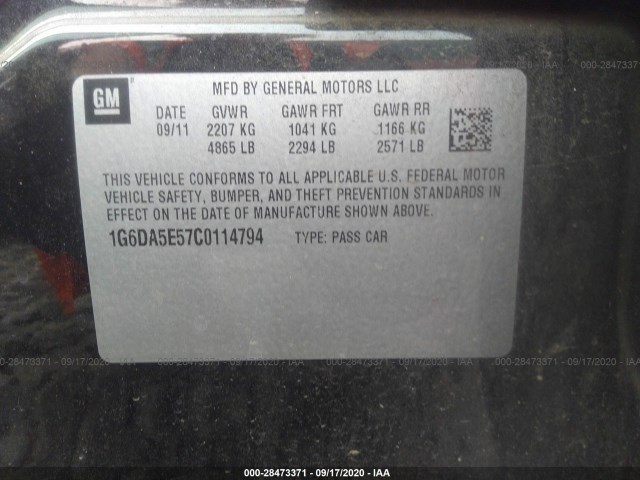 GM
MFD BY GENERAL MOTORS LLC
DATE GVWR GAWR FRT GAWR RR
09/11 2207 KG 1041 KG 1166 KG
4865 LB 2294 LB 2571 LB
THIS VEHICLE CONFORMS TO ALL APPLICABLE U.S. FEDERAL MOTOR
VEHICLE SAFETY, BUMPER, AND THEFT PREVENTION STANDARDS IN
EFFECT ON THE DATE OF MANUFACTURE SHOWN ABOVE.
1G6DA5E57C0114794 TYPE: PASS CAR
000-28473371 - 09/17/2020 - IAA